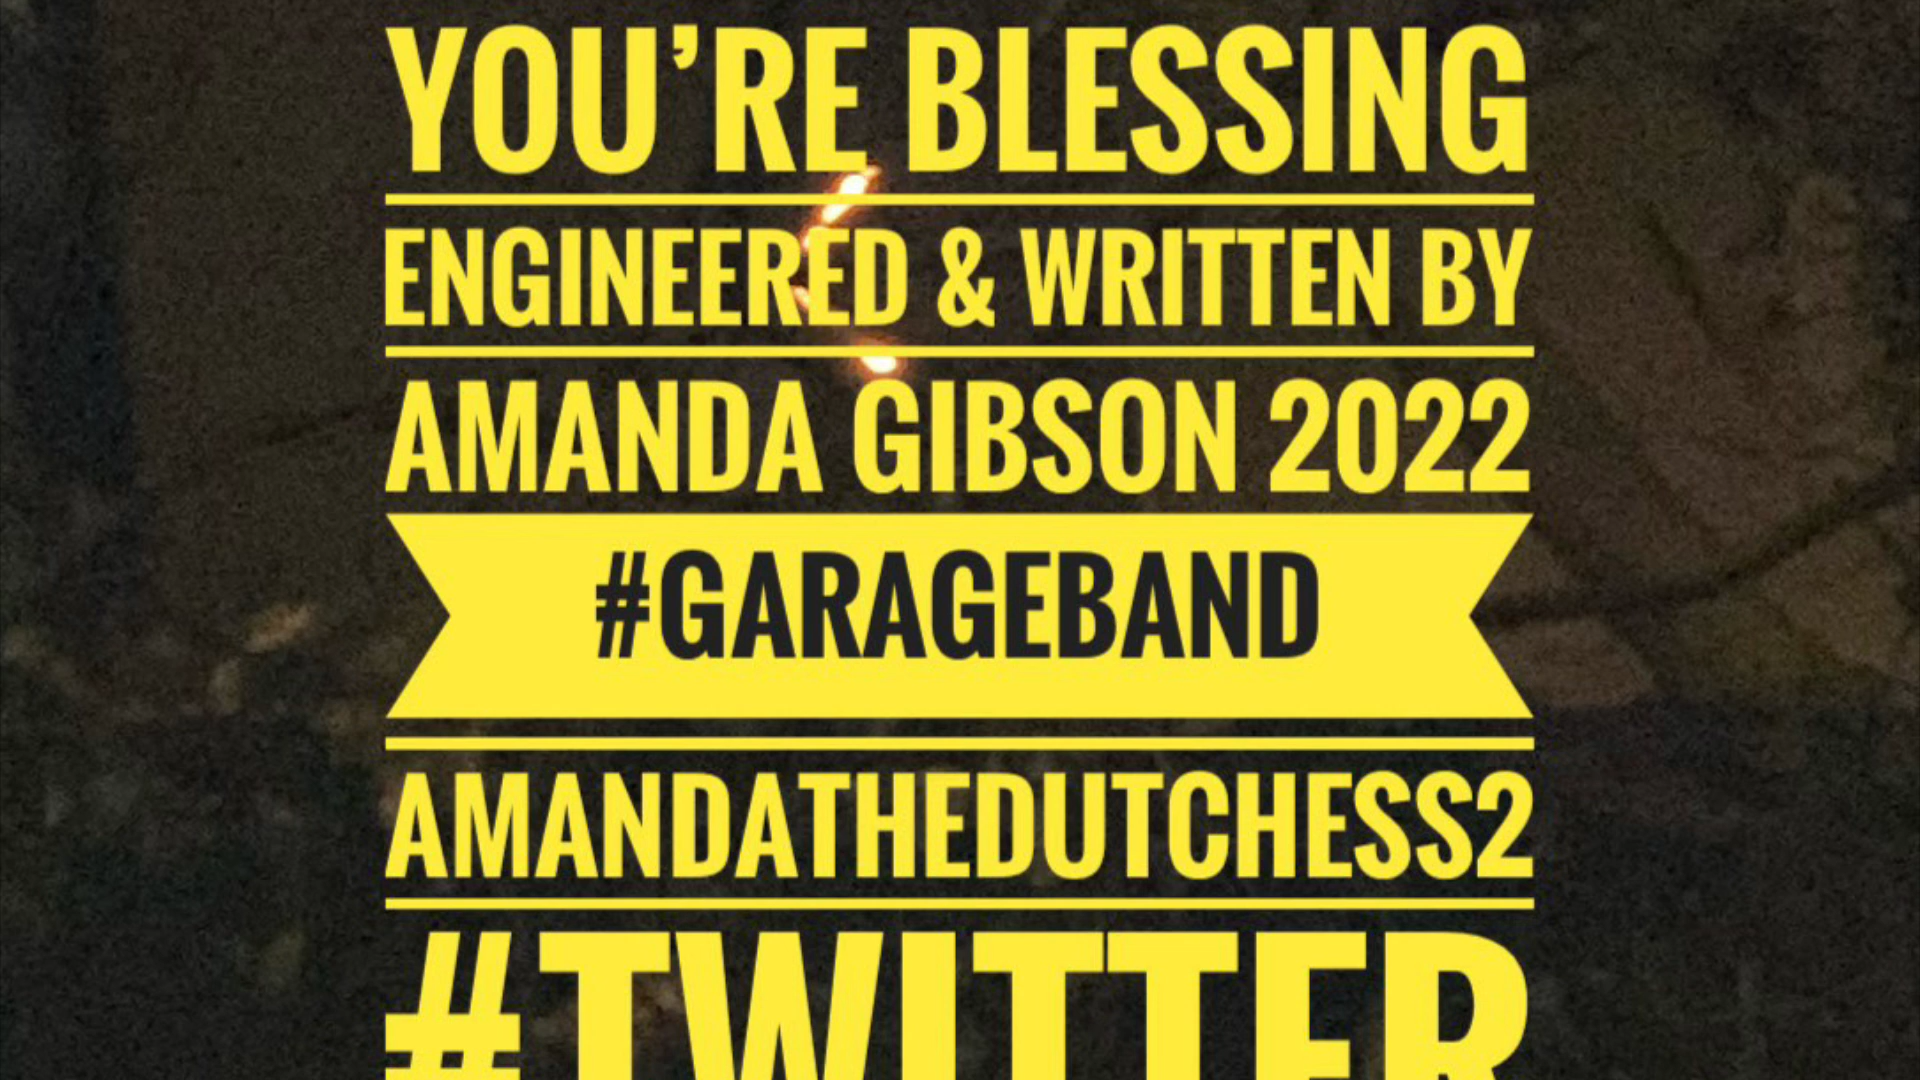 YOU'RE BLESSING
ENGINEERED & WRITTEN BY
AMANDA GIBSON 2022
#GARAGEBAND
AMANDATHEDUTCHESS2
#TWITTER